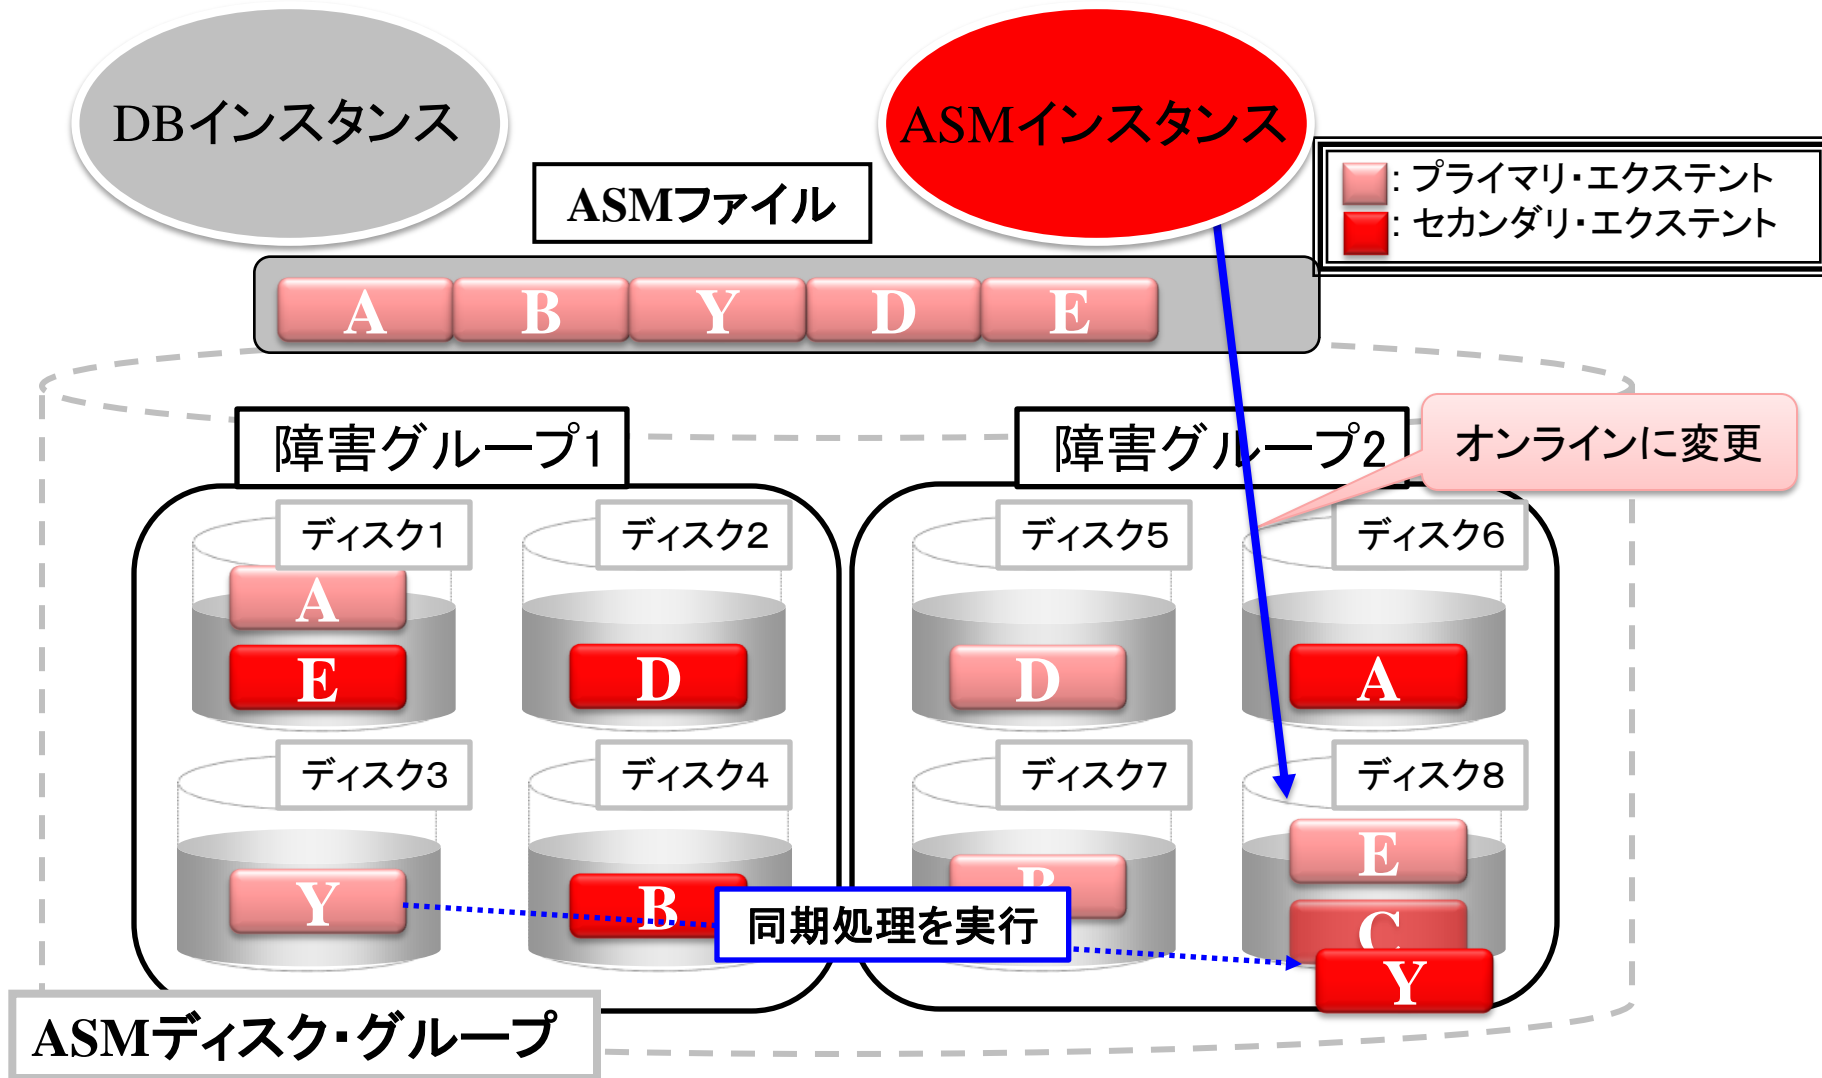 DBインスタンス
ASMインスタンス
ASMファイル
: プライマリ・エクステント
: セカンダリ・エクステント
A B Y D E
障害グループ1
障害グループ2
オンラインに変更
ディスク1
ディスク2
ディスク5
ディスク6
A
E
D
D
A
ディスク3
ディスク4
ディスク7
ディスク8
Y
B
B
E
C
Y
同期処理を実行
ASMディスク・グループ